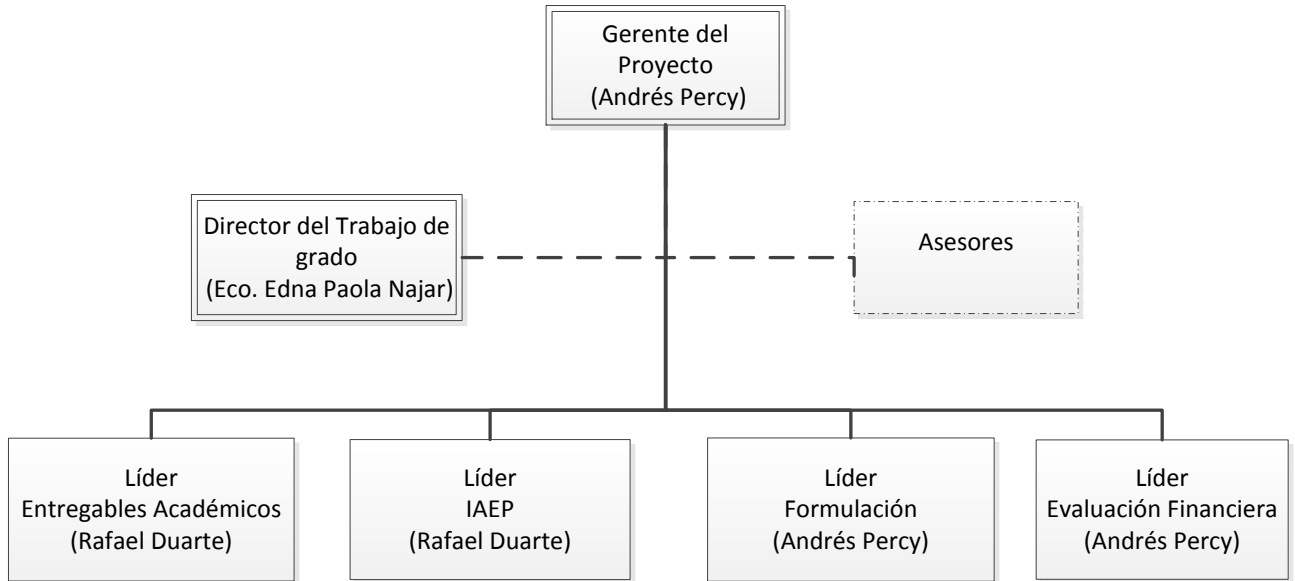 Gerente del
Proyecto
(Andrés Percy)
Director del Trabajo de
grado
(Eco. Edna Paola Najar)
Asesores
Líder
Entregables Académicos
(Rafael Duarte)
Líder
IAEP
(Rafael Duarte)
Líder
Formulación
(Andrés Percy)
Líder
Evaluación Financiera
(Andrés Percy)